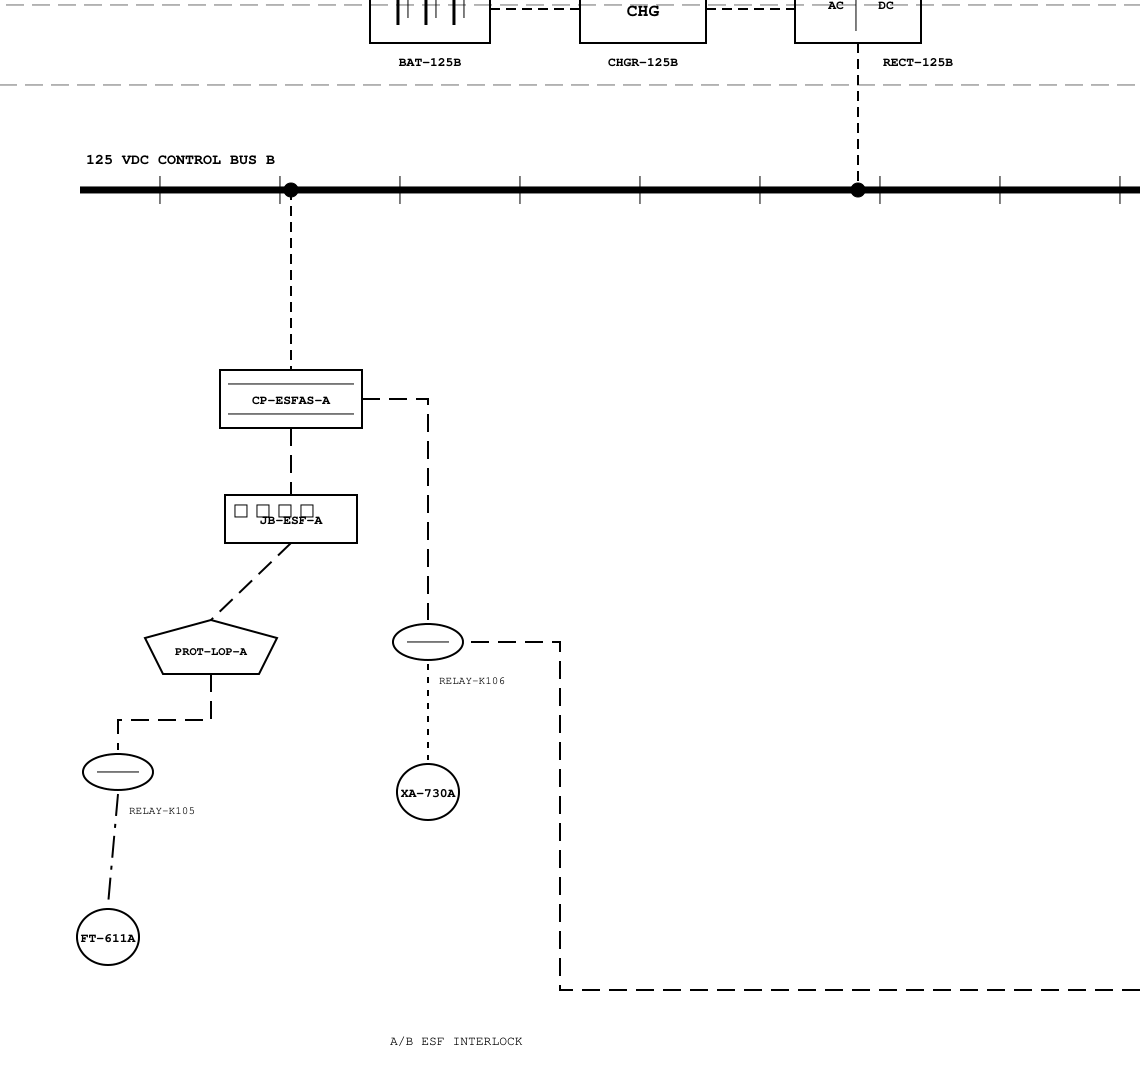 AC DC
CHG
BAT-125B
CHGR-125B
RECT-125B
125 VDC CONTROL BUS B
CP-ESFAS-A
JB-ESF-A
PROT-LOP-A
RELAY-K106
XA-730A
RELAY-K105
FT-611A
A/B ESF INTERLOCK